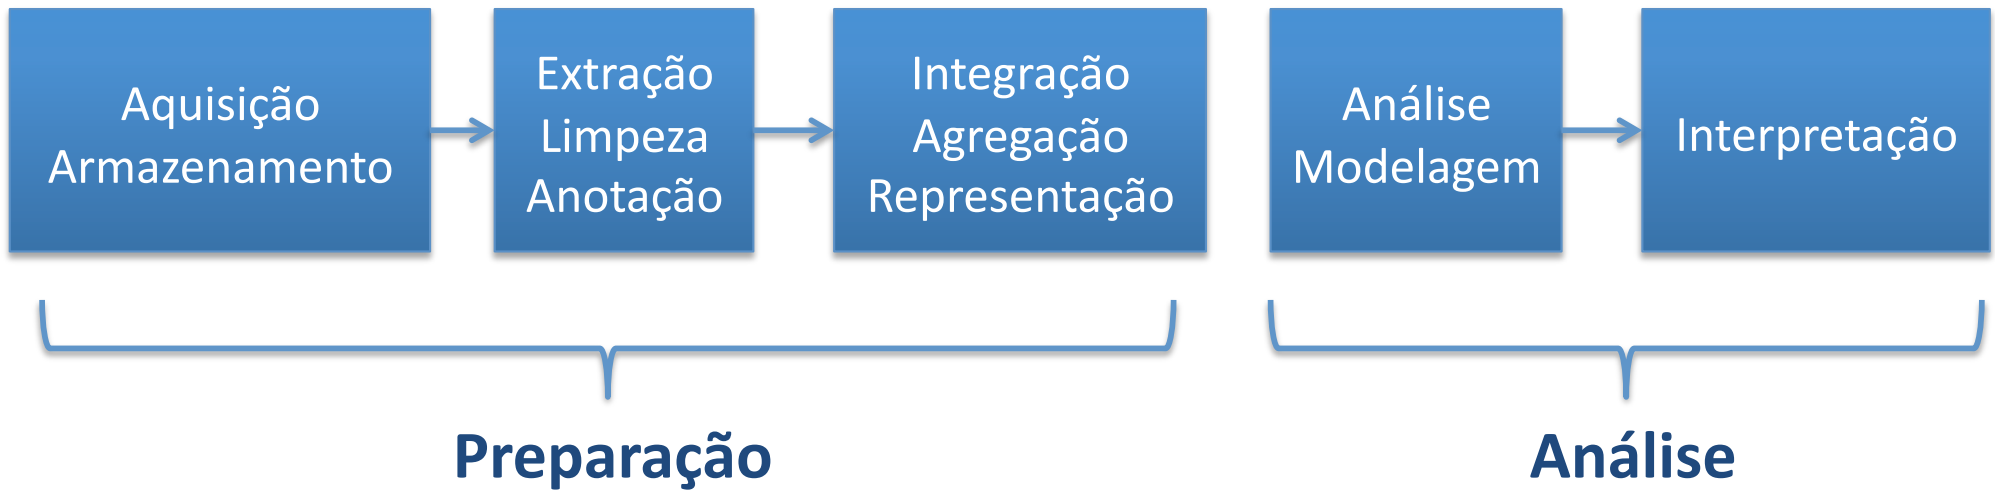 Aquisição
Armazenamento
Extração
Limpeza
Anotação
Integração
Agregação
Representação
Análise
Modelagem
Interpretação
Preparação
Análise